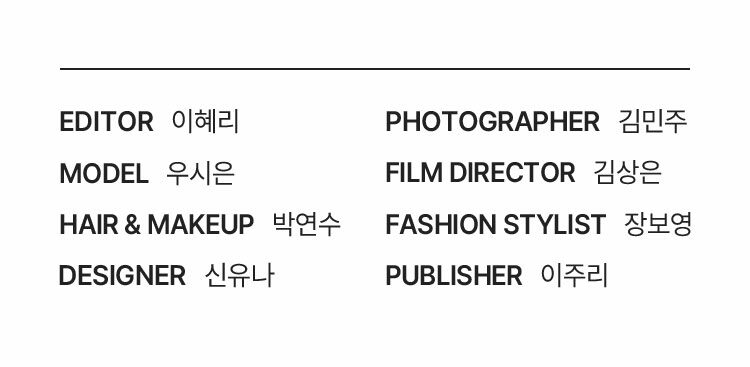 EDITOR 이혜리
PHOTOGRAPHER 김민주
MODEL 우시은
FILM DIRECTOR 김상은
HAIR & MAKEUP 박연수
FASHION STYLIST 장보영
DESIGNER 신유나
PUBLISHER 이주리